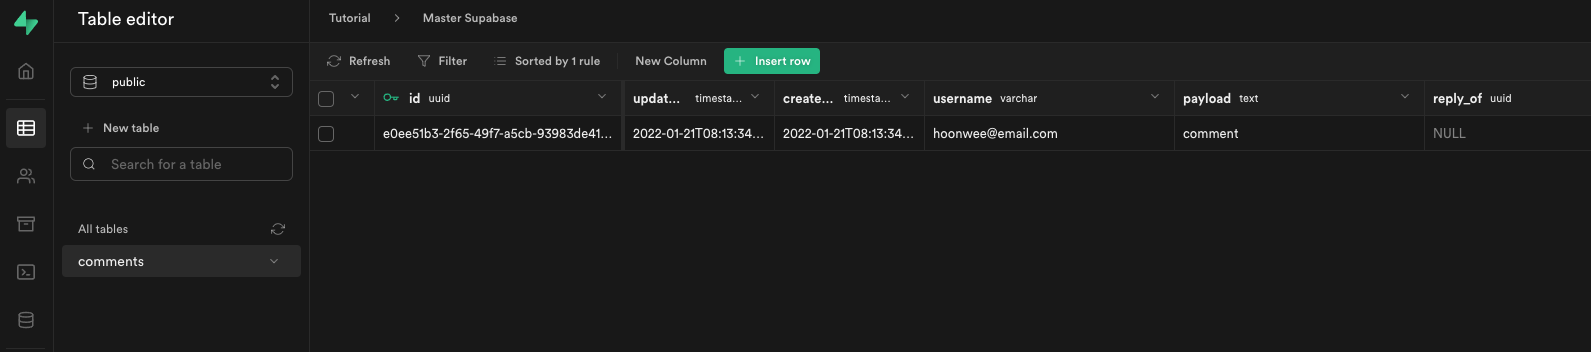 Table editor
Tutorial > Master Supabase
public
Refresh Filter Sorted by 1 rule New Column + Insert row
id uuid updat... timesta... create... timesta... username varchar payload text reply_of uuid
+ New table
e0ee51b3-2f65-49f7-a5cb-93983de41... 2022-01-21T08:13:34... 2022-01-21T08:13:34... hoonwee@email.com comment NULL
Search for a table
All tables
comments